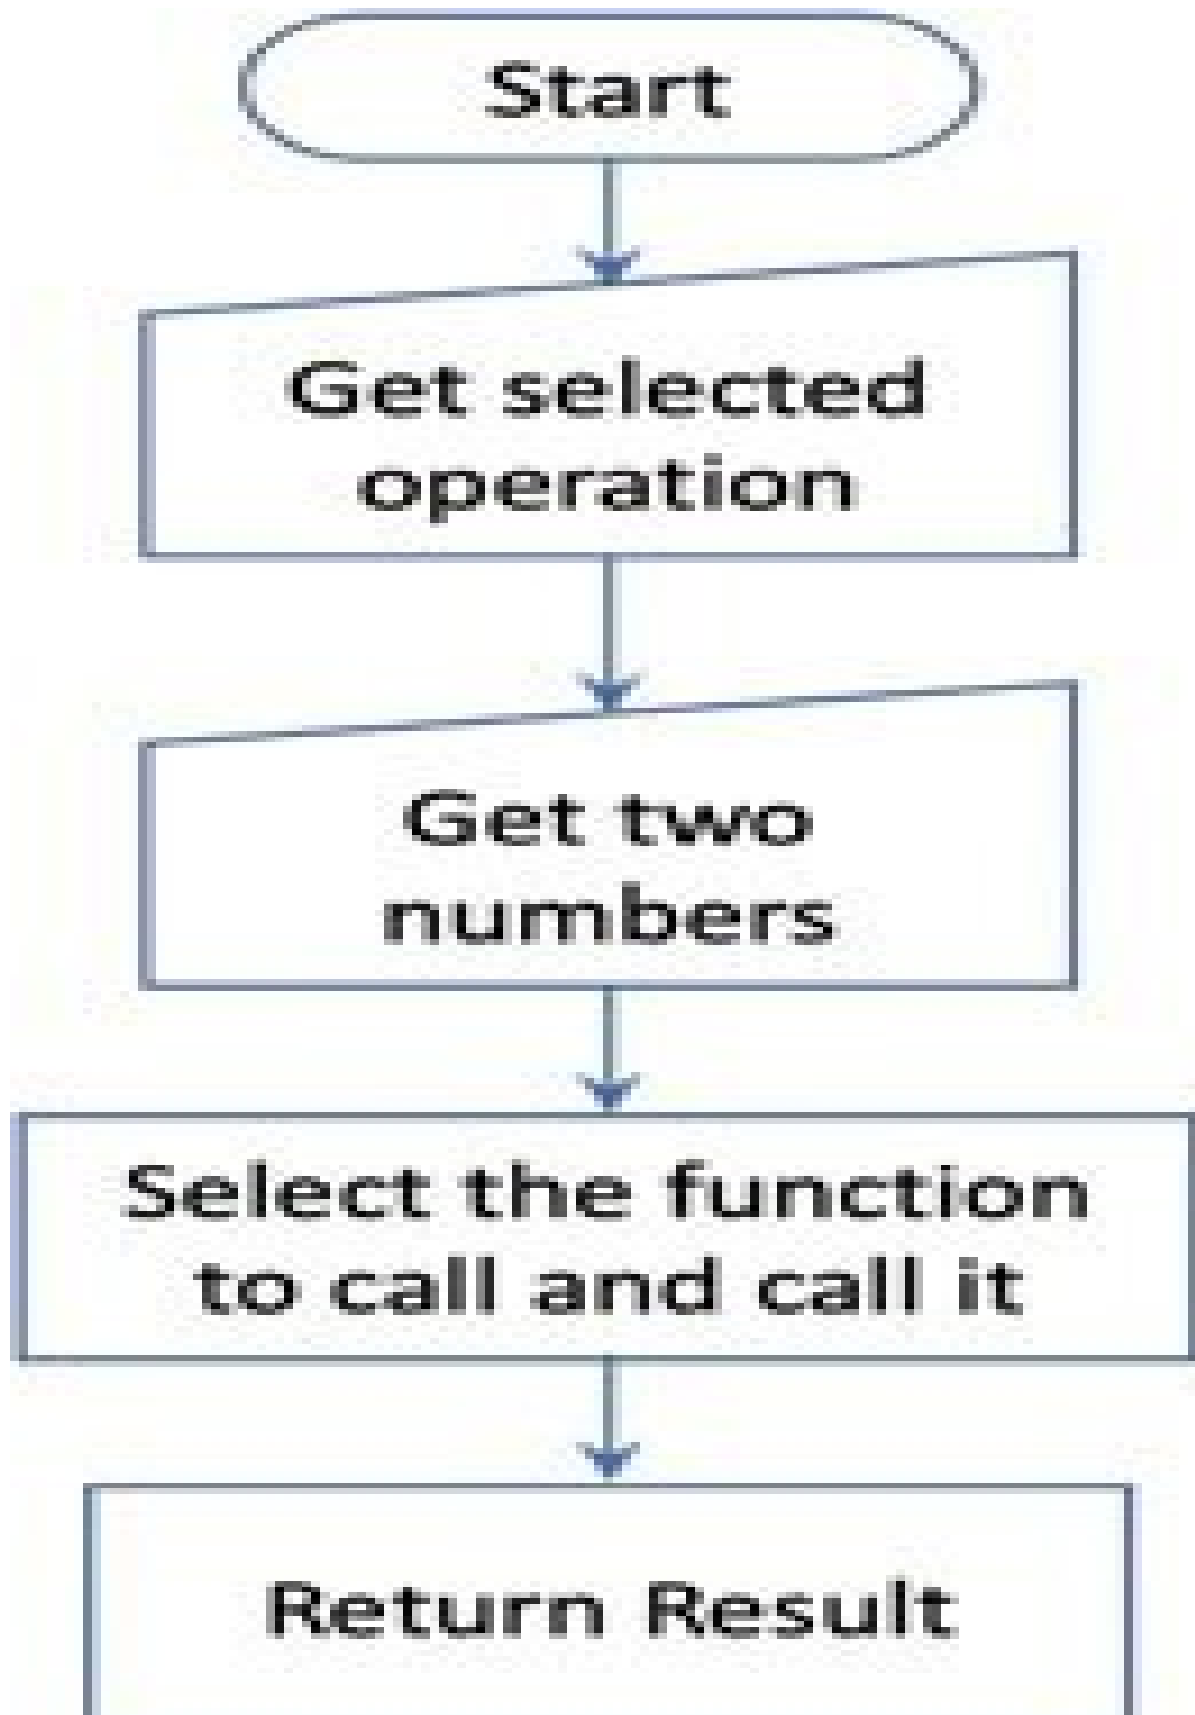 Start
Get selected
operation
Get two
numbers
Select the function
to call and call it
Return Result